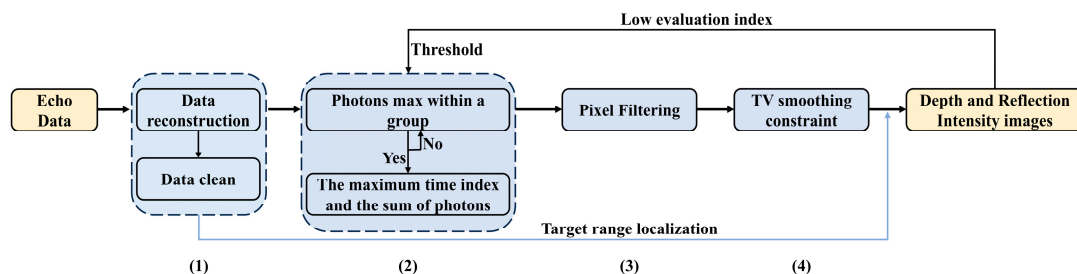 Low evaluation index
Threshold
Echo
Data
Data
reconstruction
Data clean
Photons max within a
group
Yes
No
The maximum time index
and the sum of photons
Pixel Filtering
TV smoothing
constraint
Depth and Reflection
Intensity images
Target range localization
(1)
(2)
(3)
(4)